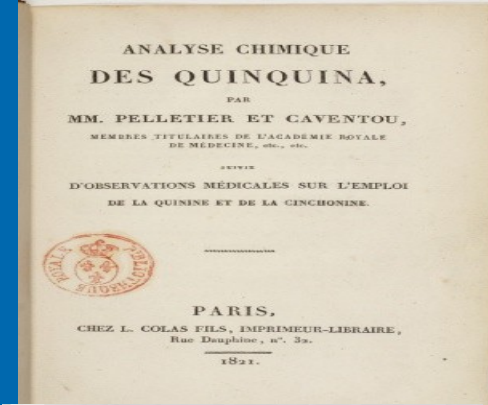 ANALYSE CHIMIQUE
DES QUINQUINA,
PAR
MM. PELLETIER ET CAVENTOU,
MEMBRES TITULAIRES DE L'ACADÉMIE ROYALE
DE MÉDECINE, etc., etc.
SUIVIE
D'OBSERVATIONS MÉDICALES SUR L'EMPLOI
DE LA QUININE ET DE LA CINCHONINE.
BIBLIOTHEQUE ROYALE
PARIS,
CHEZ L. COLAS FILS, IMPRIMEUR-LIBRAIRE,
Rue Dauphine, n°. 32.
1821.